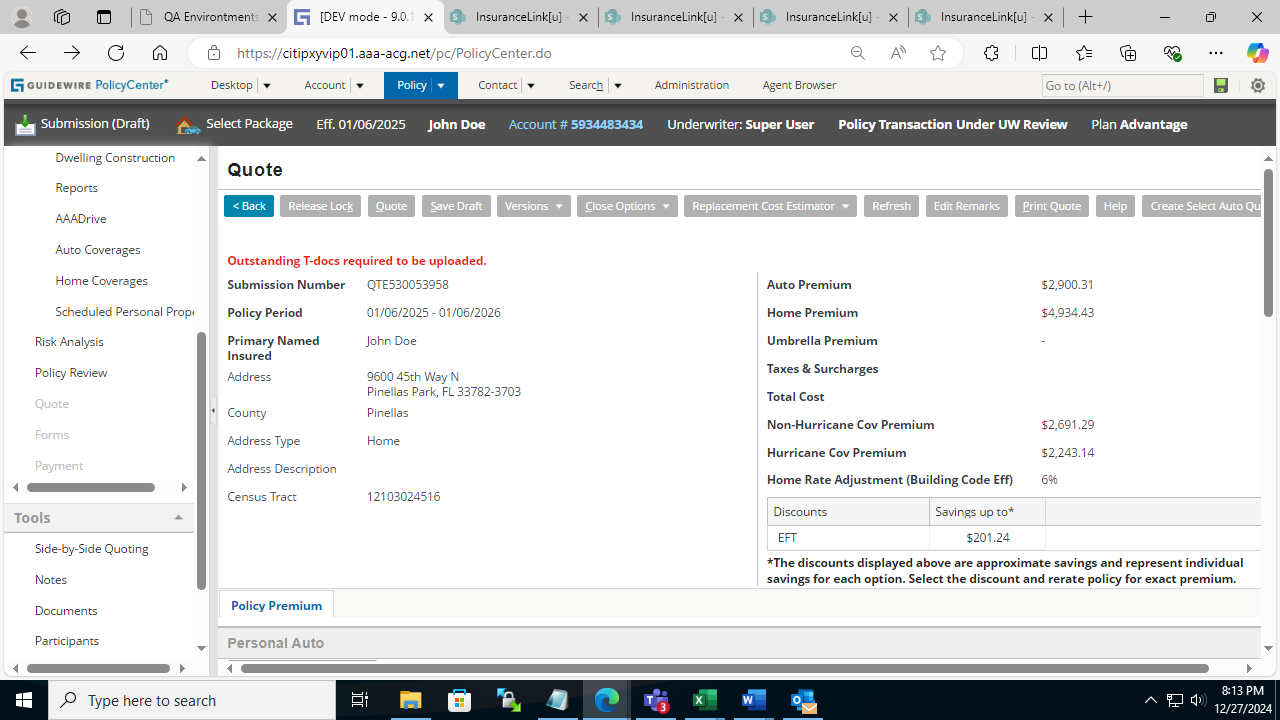 QA Environtments
[DEV mode - 9.0.1
InsuranceLink[u] -
InsuranceLink[u] -
InsuranceLink[u] -
InsuranceLink[u] -
https://citipxyvip01.aaa-acg.net/pc/PolicyCenter.do
GUIDEWIRE PolicyCenter®
Desktop
Account
Policy
Contact
Search
Administration
Agent Browser
Go to (Alt+/)
Submission (Draft)
Select Package
Eff. 01/06/2025
John Doe
Account # 5934483434
Underwriter: Super User
Policy Transaction Under UW Review
Plan Advantage
Dwelling Construction
Reports
AAADrive
Auto Coverages
Home Coverages
Scheduled Personal Prope
Risk Analysis
Policy Review
Quote
Forms
Payment
Tools
Side-by-Side Quoting
Notes
Documents
Participants
Quote
< Back
Release Lock
Quote
Save Draft
Versions
Close Options
Replacement Cost Estimator
Refresh
Edit Remarks
Print Quote
Help
Create Select Auto Qu
Outstanding T-docs required to be uploaded.
Submission Number QTE530053958
Policy Period 01/06/2025 - 01/06/2026
Primary Named Insured John Doe
Address 9600 45th Way N
Pinellas Park, FL 33782-3703
County Pinellas
Address Type Home
Address Description
Census Tract 12103024516
Auto Premium $2,900.31
Home Premium $4,934.43
Umbrella Premium -
Taxes & Surcharges
Total Cost
Non-Hurricane Cov Premium $2,691.29
Hurricane Cov Premium $2,243.14
Home Rate Adjustment (Building Code Eff) 6%
Discounts Savings up to*
EFT $201.24
*The discounts displayed above are approximate savings and represent individual
savings for each option. Select the discount and rerate policy for exact premium.
Policy Premium
Personal Auto
Type here to search
3
8:13 PM
12/27/2024